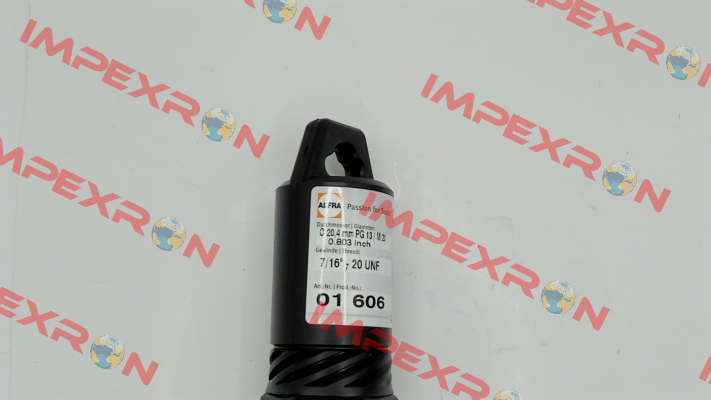 IMPEXRON
IMPEXRON
IMPEXRON
IMPEXRON
IMPEXRON
ALFRA Passion for
Durchmesser | Diameter:
20,4 mm PG 13 / M 20
0.803 inch
Gewinde | Thread:
7/16" - 20 UNF
Art.-Nr. | Prod.-No.:
01 606
IMPEXRON
IMPEXRON
IMPEXRON